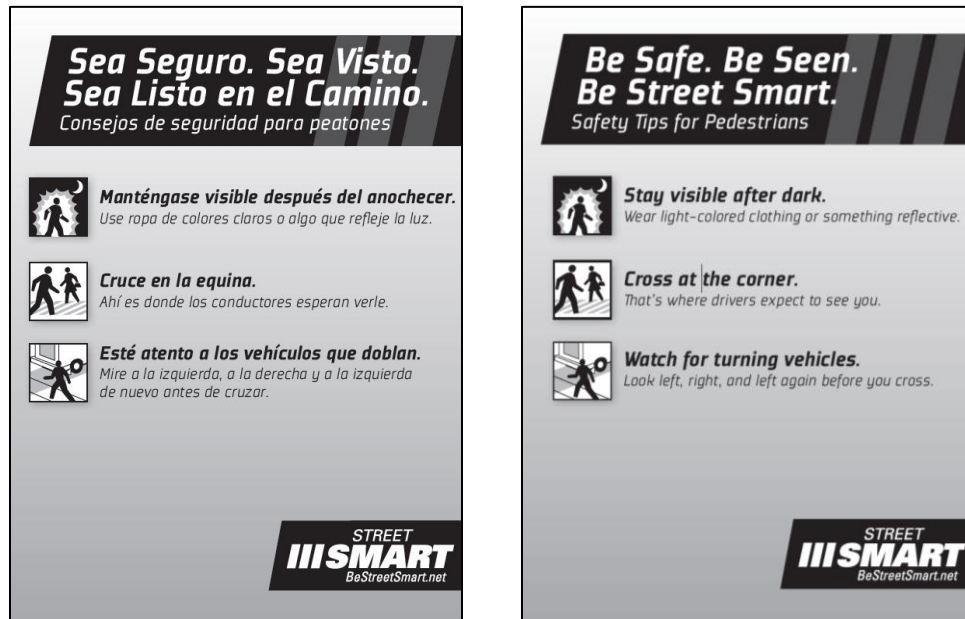 Sea Seguro. Sea Visto.
Sea Listo en el Camino.
Consejos de seguridad para peatones
Manténgase visible después del anochecer.
Use ropa de colores claros o algo que refleje la luz.
Cruce en la equina.
Ahí es donde los conductores esperan verle.
Esté atento a los vehículos que doblan.
Mire a la izquierda, a la derecha y a la izquierda
de nuevo antes de cruzar.
STREET
SMART
BeStreetSmart.net
Be Safe. Be Seen.
Be Street Smart.
Safety Tips for Pedestrians
Stay visible after dark.
Wear light-colored clothing or something reflective.
Cross at the corner.
That's where drivers expect to see you.
Watch for turning vehicles.
Look left, right, and left again before you cross.
STREET
SMART
BeStreetSmart.net